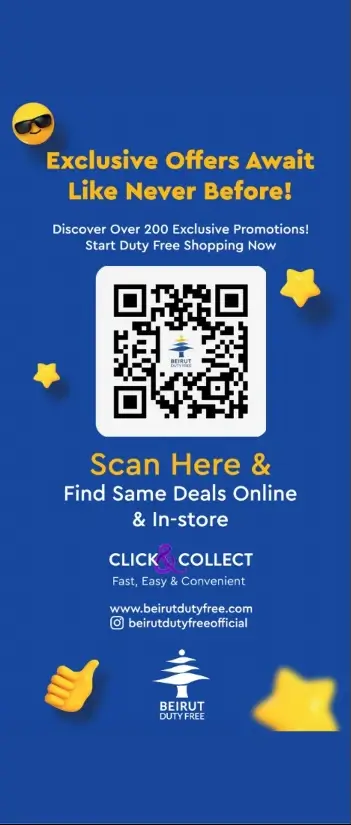 Exclusive Offers Await
Like Never Before!
Discover Over 200 Exclusive Promotions!
Start Duty Free Shopping Now
BEIRUT
DUTY FREE
Scan Here &
Find Same Deals Online
& In-store
CLICK & COLLECT
Fast, Easy & Convenient
www.beirutdutyfree.com
beirutdutyfreeofficial
BEIRUT
DUTY FREE